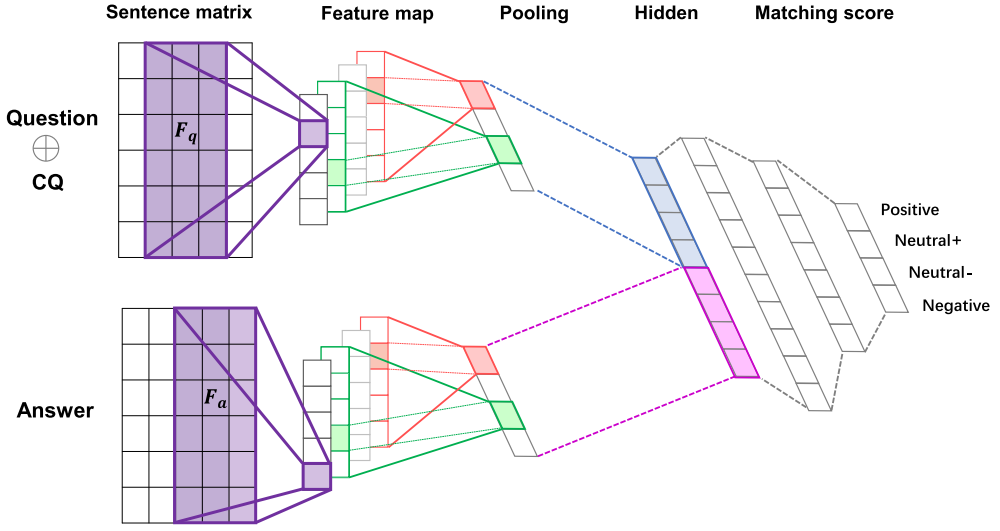 Sentence matrix
Feature map
Pooling
Hidden
Matching score
Question
CQ
F_q
Positive
Neutral+
Neutral-
Negative
Answer
F_a